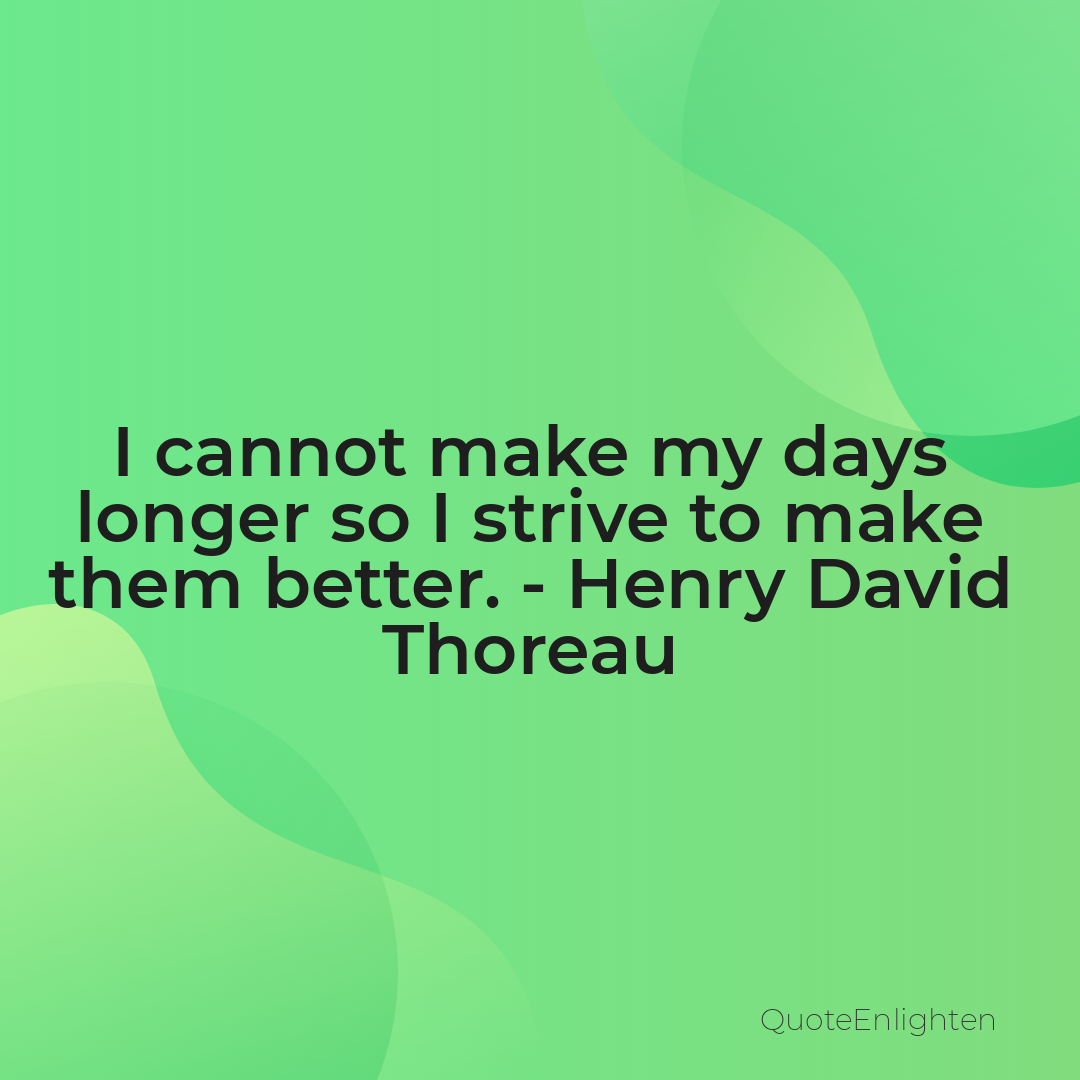 I cannot make my days
longer so I strive to make
them better. - Henry David
Thoreau
QuoteEnlighten